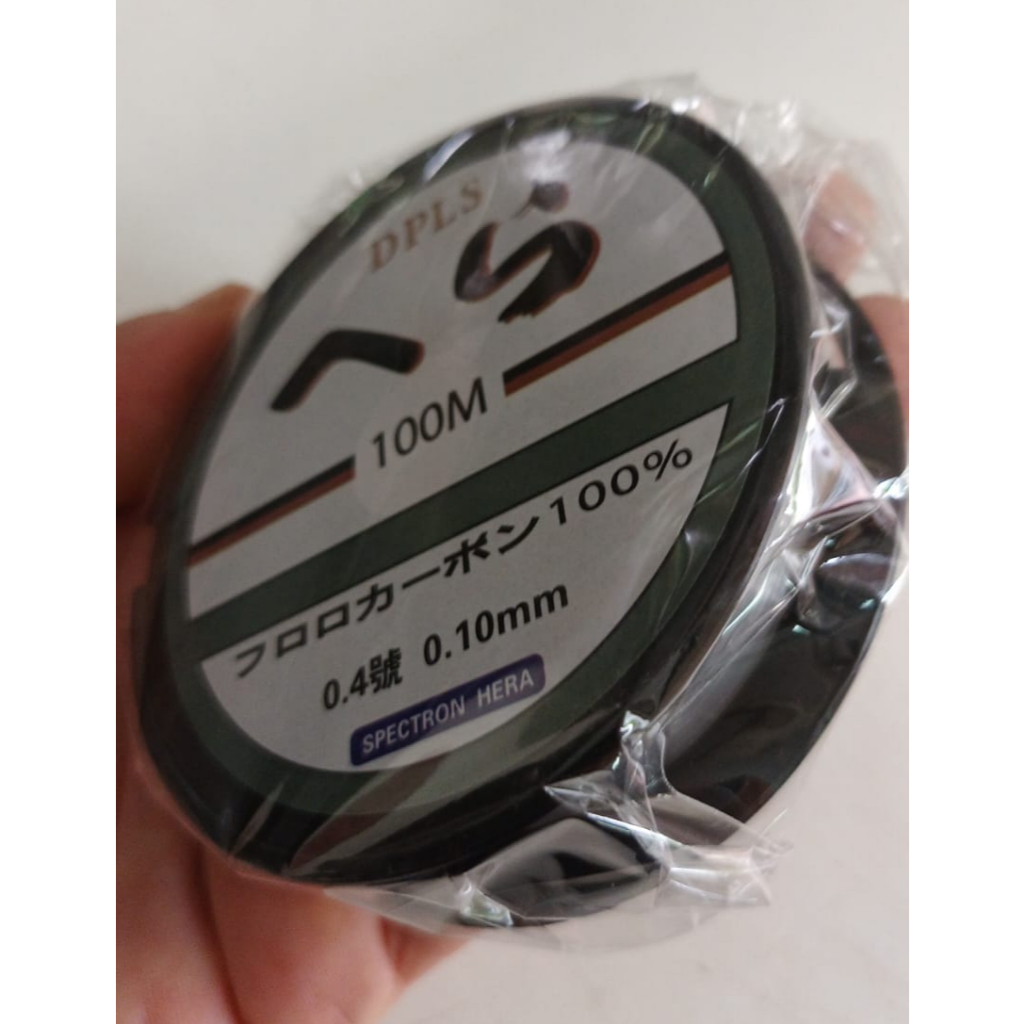 DPLS
へら
100M
フロロカーボン100%
0.4號 0.10mm
SPECTRON HERA